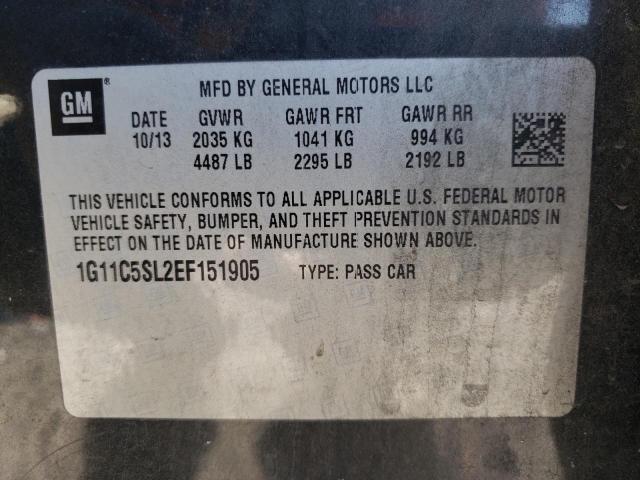 GM ®
MFD BY GENERAL MOTORS LLC
DATE GVWR GAWR FRT GAWR RR
10/13 2035 KG 1041 KG 994 KG
4487 LB 2295 LB 2192 LB
THIS VEHICLE CONFORMS TO ALL APPLICABLE U.S. FEDERAL MOTOR
VEHICLE SAFETY, BUMPER, AND THEFT PREVENTION STANDARDS IN
EFFECT ON THE DATE OF MANUFACTURE SHOWN ABOVE.
1G11C5SL2EF151905 TYPE: PASS CAR